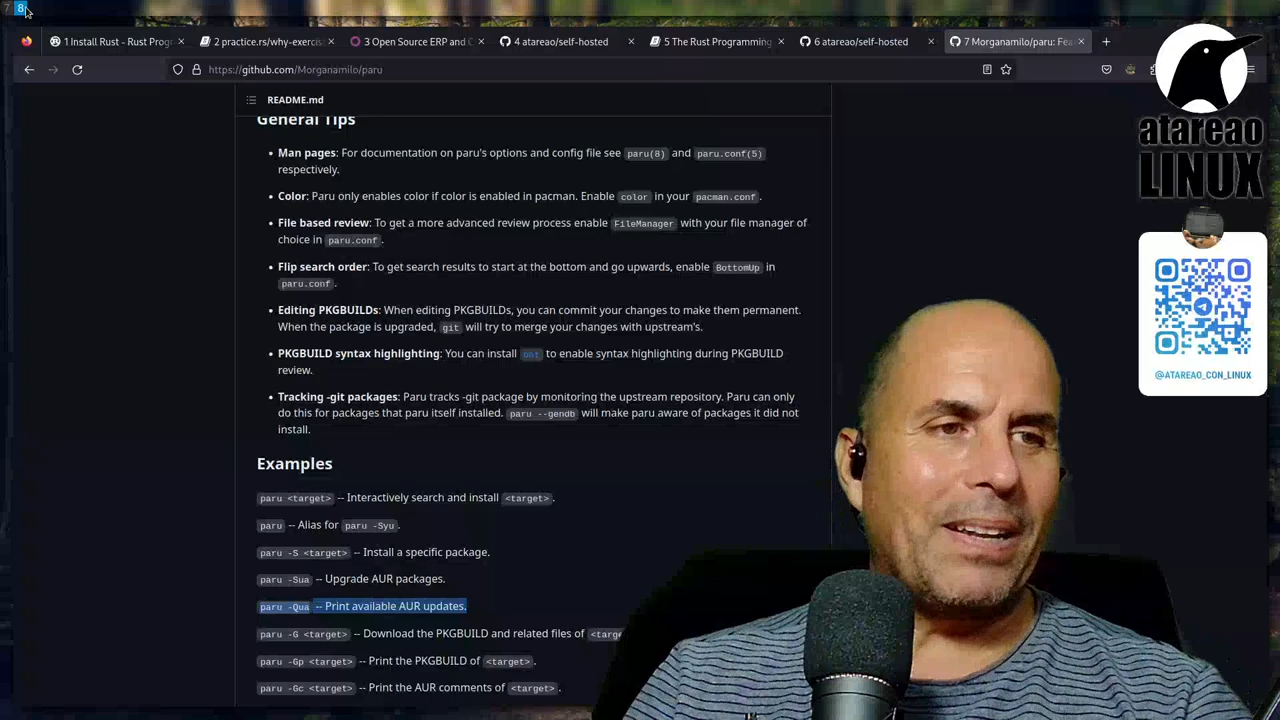 7 8
1 Install Rust - Rust Prog
2 practice.rs/why-exercis
3 Open Source ERP and C
4 atareao/self-hosted
5 The Rust Programming
6 atareao/self-hosted
7 Morganamilo/paru: Fea
https://github.com/Morganamilo/paru
README.md
General Tips
• Man pages: For documentation on paru's options and config file see paru(8) and paru.conf(5)
respectively.
• Color: Paru only enables color if color is enabled in pacman. Enable color in your pacman.conf.
• File based review: To get a more advanced review process enable FileManager with your file manager of
choice in paru.conf.
• Flip search order: To get search results to start at the bottom and go upwards, enable BottomUp in
paru.conf.
• Editing PKGBUILDs: When editing PKGBUILDs, you can commit your changes to make them permanent.
When the package is upgraded, git will try to merge your changes with upstream's.
• PKGBUILD syntax highlighting: You can install bat to enable syntax highlighting during PKGBUILD
review.
• Tracking -git packages: Paru tracks -git package by monitoring the upstream repository. Paru can only
do this for packages that paru itself installed. paru --gendb will make paru aware of packages it did not
install.
Examples
paru <target> -- Interactively search and install <target>.
paru -- Alias for paru -Syu.
paru -S <target> -- Install a specific package.
paru -Sua -- Upgrade AUR packages.
paru -Qua -- Print available AUR updates.
paru -G <target> -- Download the PKGBUILD and related files of <targe
paru -Gp <target> -- Print the PKGBUILD of <target>.
paru -Gc <target> -- Print the AUR comments of <target>.
atareao
LINUX
@ATAREAO_CON_LINUX